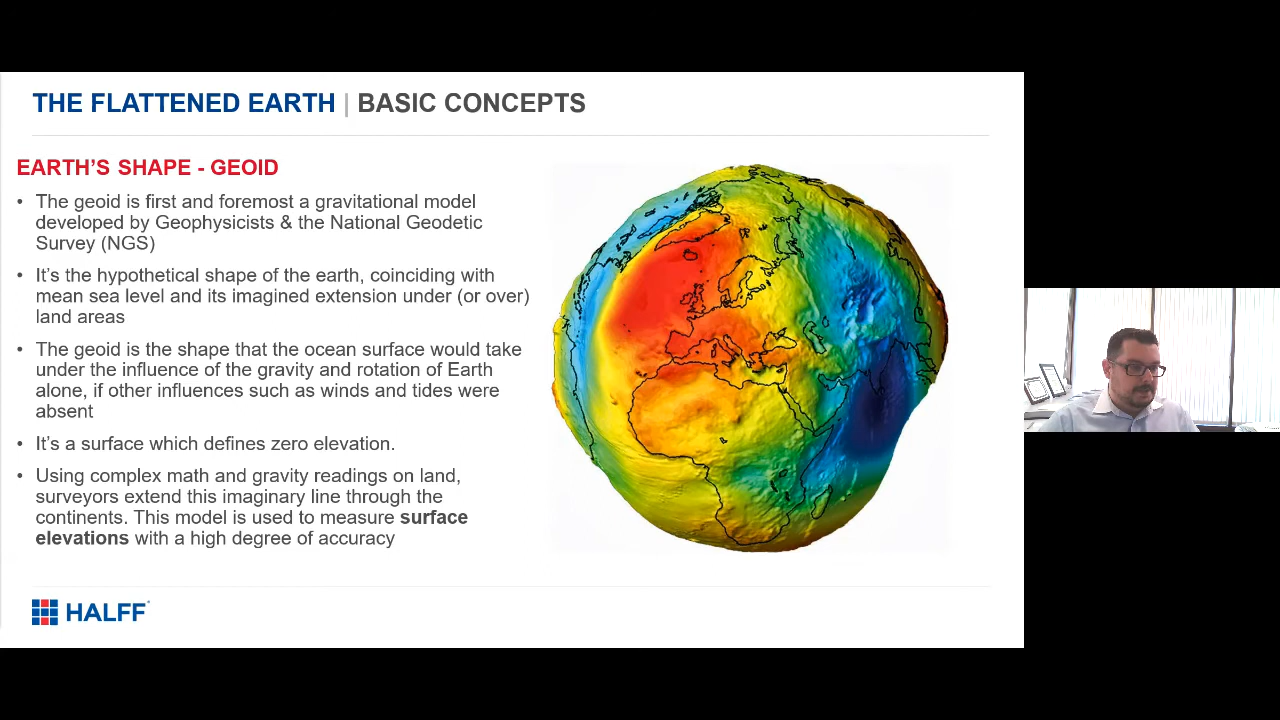 THE FLATTENED EARTH | BASIC CONCEPTS
EARTH'S SHAPE - GEOID
• The geoid is first and foremost a gravitational model
developed by Geophysicists & the National Geodetic
Survey (NGS)
• It's the hypothetical shape of the earth, coinciding with
mean sea level and its imagined extension under (or over)
land areas
• The geoid is the shape that the ocean surface would take
under the influence of the gravity and rotation of Earth
alone, if other influences such as winds and tides were
absent
• It's a surface which defines zero elevation.
• Using complex math and gravity readings on land,
surveyors extend this imaginary line through the
continents. This model is used to measure surface
elevations with a high degree of accuracy
HALFF